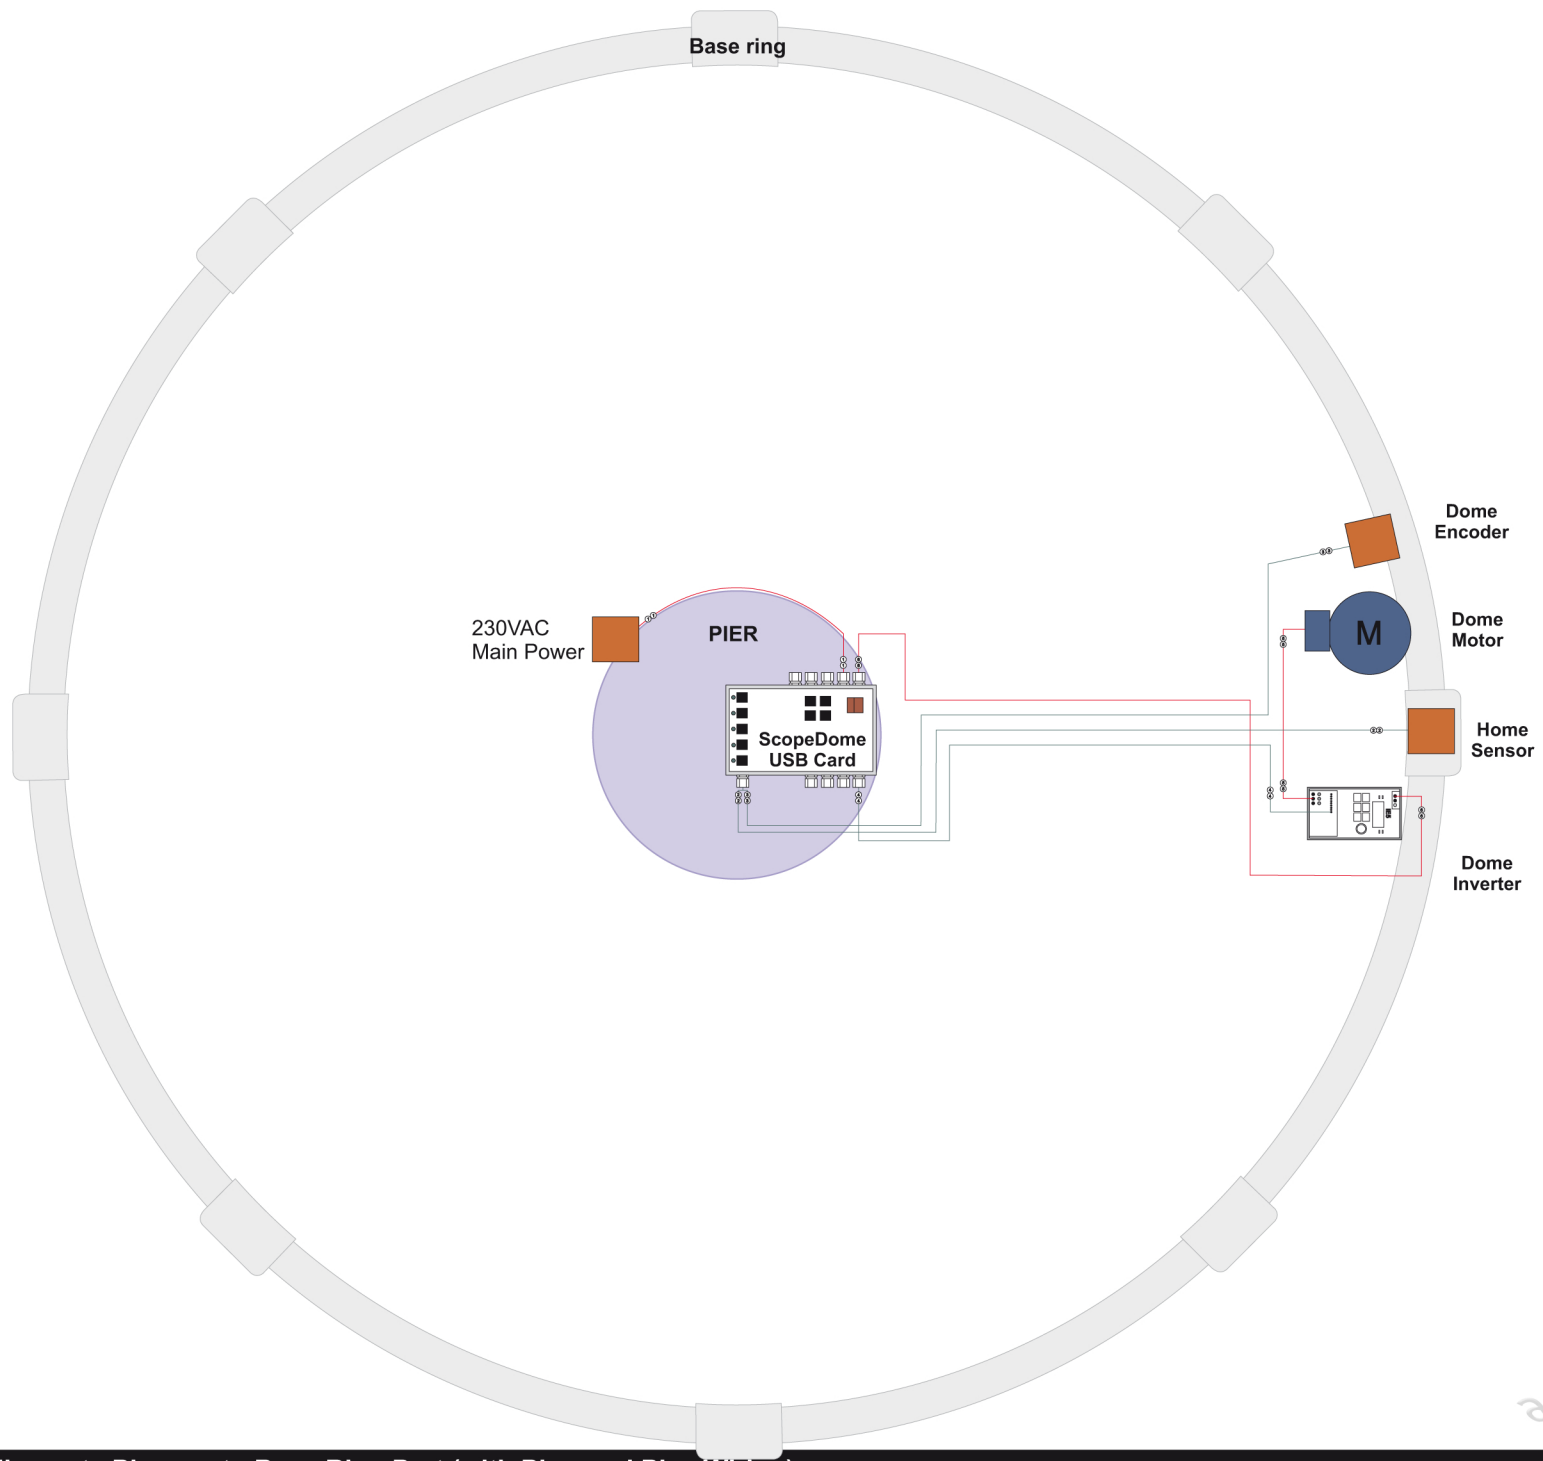 Base ring
Dome
Encoder
230VAC
Main Power
PIER
M
Dome
Motor
ScopeDome
USB Card
Home
Sensor
Dome
Inverter